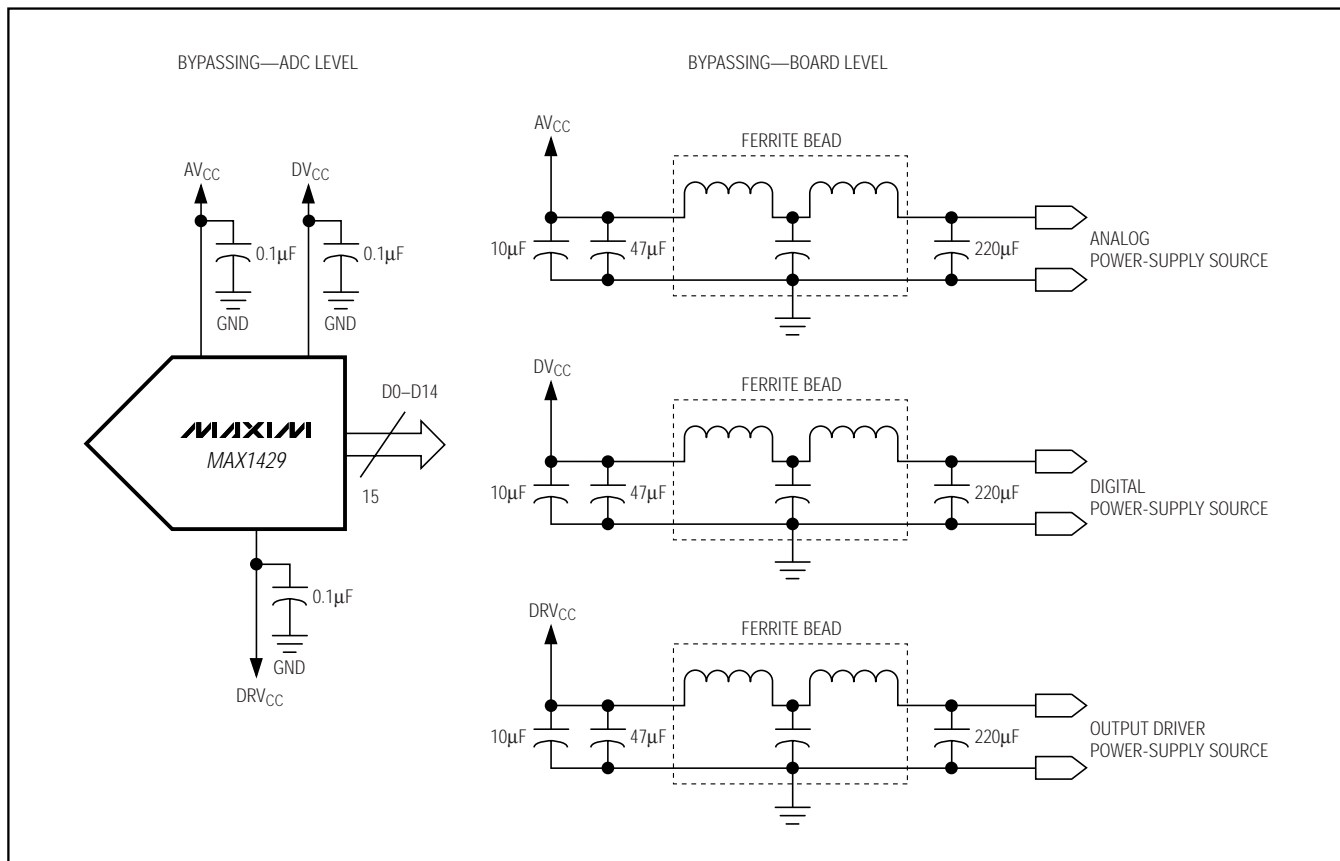 BYPASSING—ADC LEVEL
BYPASSING—BOARD LEVEL
AVCC
DVCC
0.1μF
0.1μF
GND
GND
D0–D14
MAXIM
MAX1429
15
0.1μF
GND
DRVCC
AVCC
FERRITE BEAD
10μF
47μF
220μF
ANALOG
POWER-SUPPLY SOURCE
DVCC
FERRITE BEAD
10μF
47μF
220μF
DIGITAL
POWER-SUPPLY SOURCE
DRVCC
FERRITE BEAD
10μF
47μF
220μF
OUTPUT DRIVER
POWER-SUPPLY SOURCE